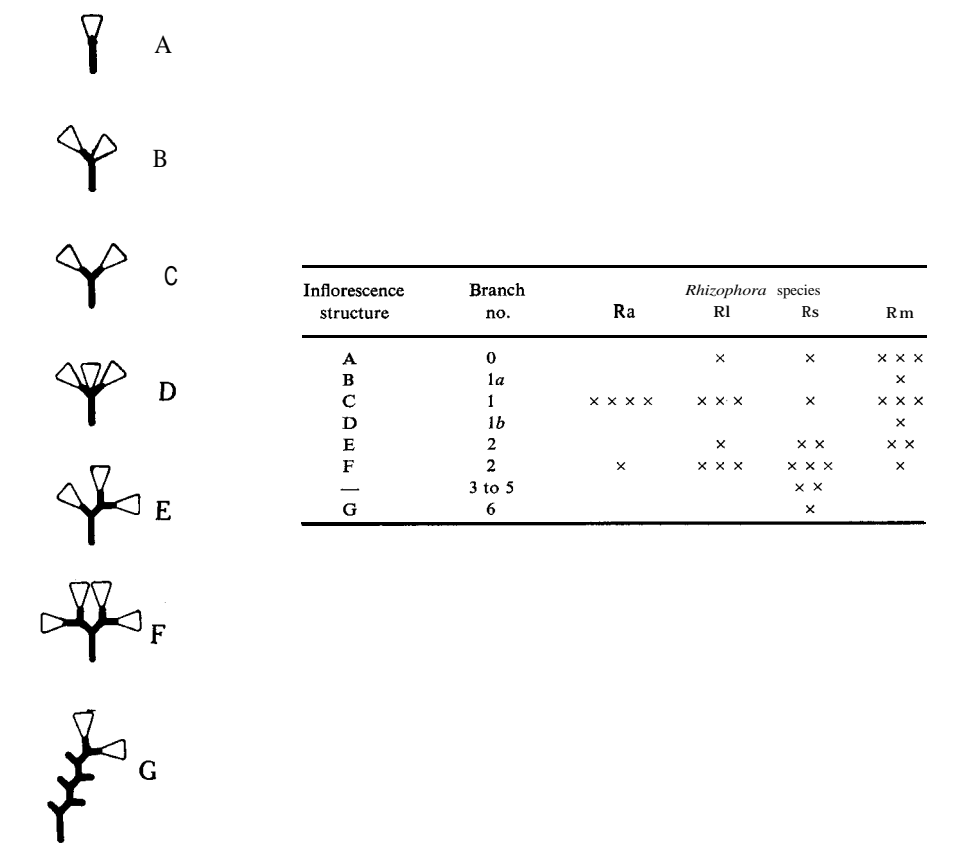 A
B
C
D
E
F
G
Inflorescence Branch Rhizophora species
structure no. Ra Rl Rs Rm
A 0 × × × × ×
B 1a ×
C 1 × × × × × × × × × × ×
D 1b ×
E 2 × × × × ×
F 2 × × × × × × × ×
— 3 to 5 × ×
G 6 ×